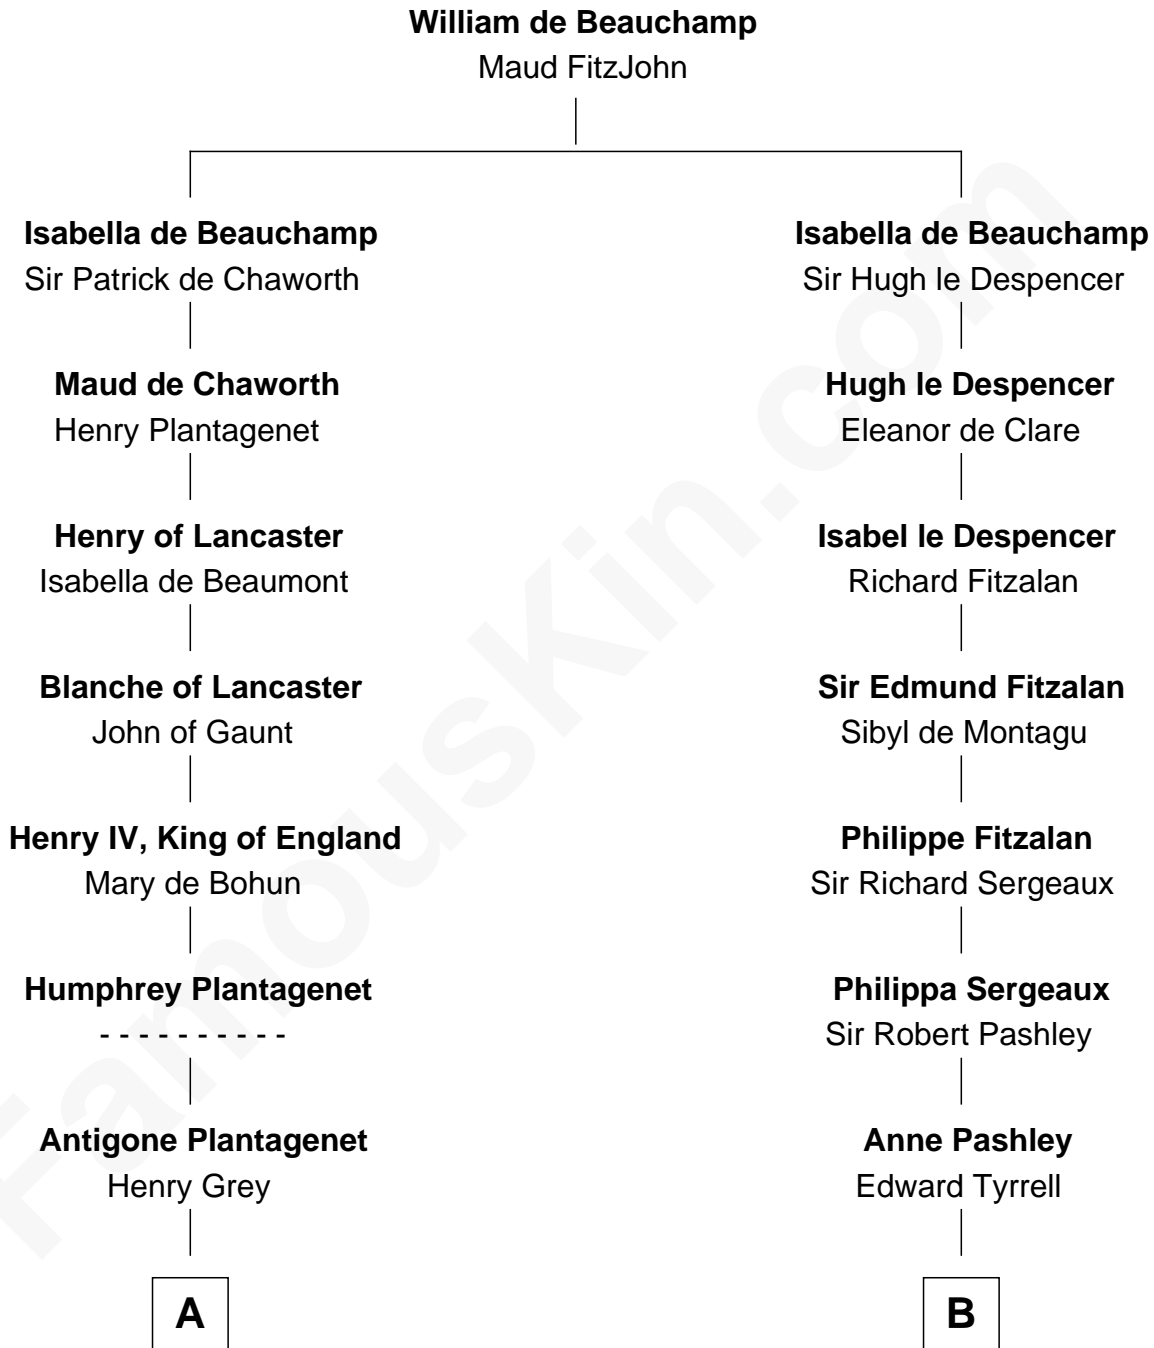 William de Beauchamp
Maud FitzJohn
Isabella de Beauchamp
Sir Patrick de Chaworth
Maud de Chaworth
Henry Plantagenet
Henry of Lancaster
Isabella de Beaumont
Blanche of Lancaster
John of Gaunt
Henry IV, King of England
Mary de Bohun
Humphrey Plantagenet
- - - - - - - - - -
Antigone Plantagenet
Henry Grey
A
Isabella de Beauchamp
Sir Hugh le Despencer
Hugh le Despencer
Eleanor de Clare
Isabel le Despencer
Richard Fitzalan
Sir Edmund Fitzalan
Sibyl de Montagu
Philippe Fitzalan
Sir Richard Sergeaux
Philippa Sergeaux
Sir Robert Pashley
Anne Pashley
Edward Tyrrell
B
FamousKin.com